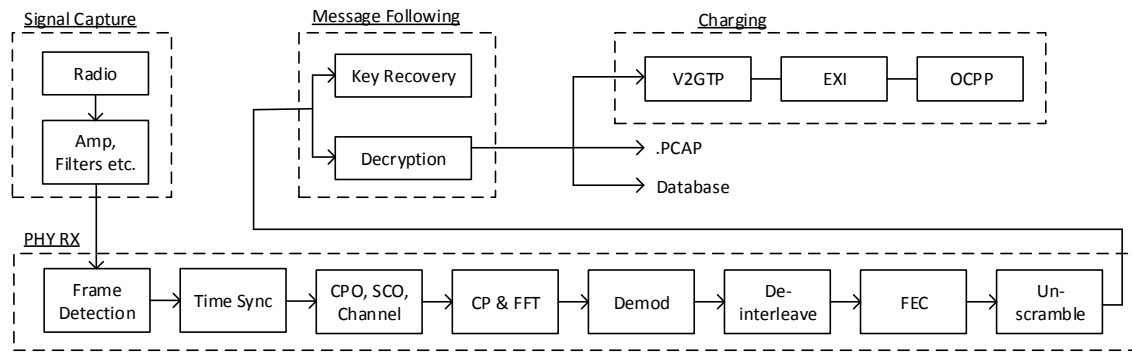 Signal Capture
Radio
Amp,
Filters etc.
Message Following
Key Recovery
Decryption
Charging
V2GTP
EXI
OCPP
.PCAP
Database
PHY RX
Frame
Detection
Time Sync
CPO, SCO,
Channel
CP & FFT
Demod
De-
interleave
FEC
Un-
scramble